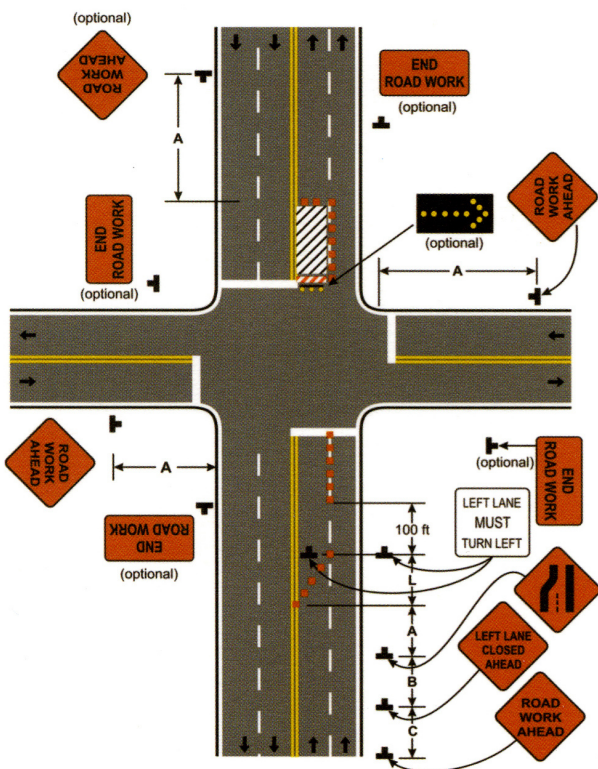 (optional)
ROAD
WORK
AHEAD
A
END
ROAD WORK
(optional)
END
ROAD WORK
(optional)
(optional)
ROAD
WORK
AHEAD
A
ROAD
WORK
AHEAD
A
END
ROAD WORK
(optional)
(optional)
END
ROAD WORK
LEFT LANE
MUST
TURN LEFT
100 ft
L
A
B
C
LEFT LANE
CLOSED
AHEAD
ROAD
WORK
AHEAD